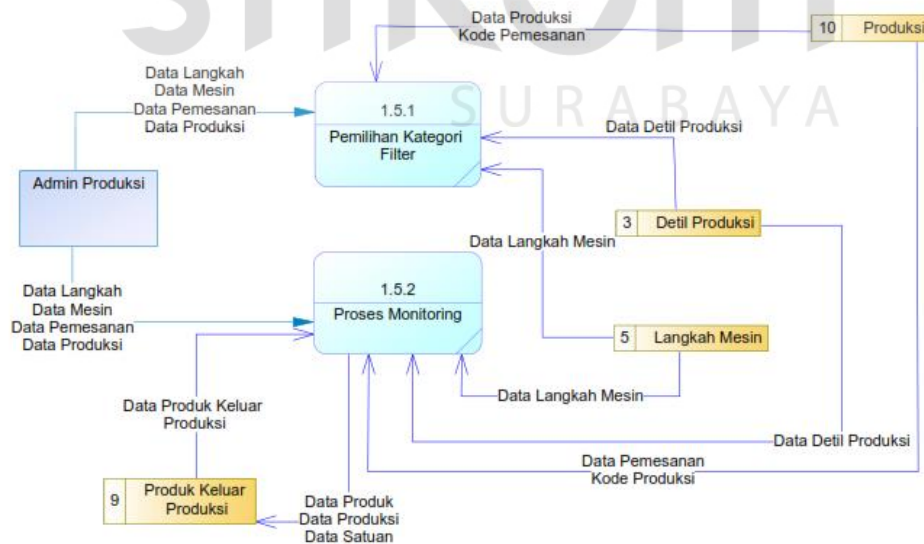 SURABAYA
Data Produksi
Kode Pemesanan
10 Produksi
Data Langkah
Data Mesin
Data Pemesanan
Data Produksi
1.5.1
Pemilihan Kategori
Filter
Data Detil Produksi
Admin Produksi
3 Detil Produksi
Data Langkah Mesin
1.5.2
Proses Monitoring
Data Langkah
Data Mesin
Data Pemesanan
Data Produksi
5 Langkah Mesin
Data Langkah Mesin
Data Produk Keluar
Produksi
Data Detil Produksi
Data Pemesanan
Kode Produksi
9 Produk Keluar
Produksi
Data Produk
Data Produksi
Data Satuan